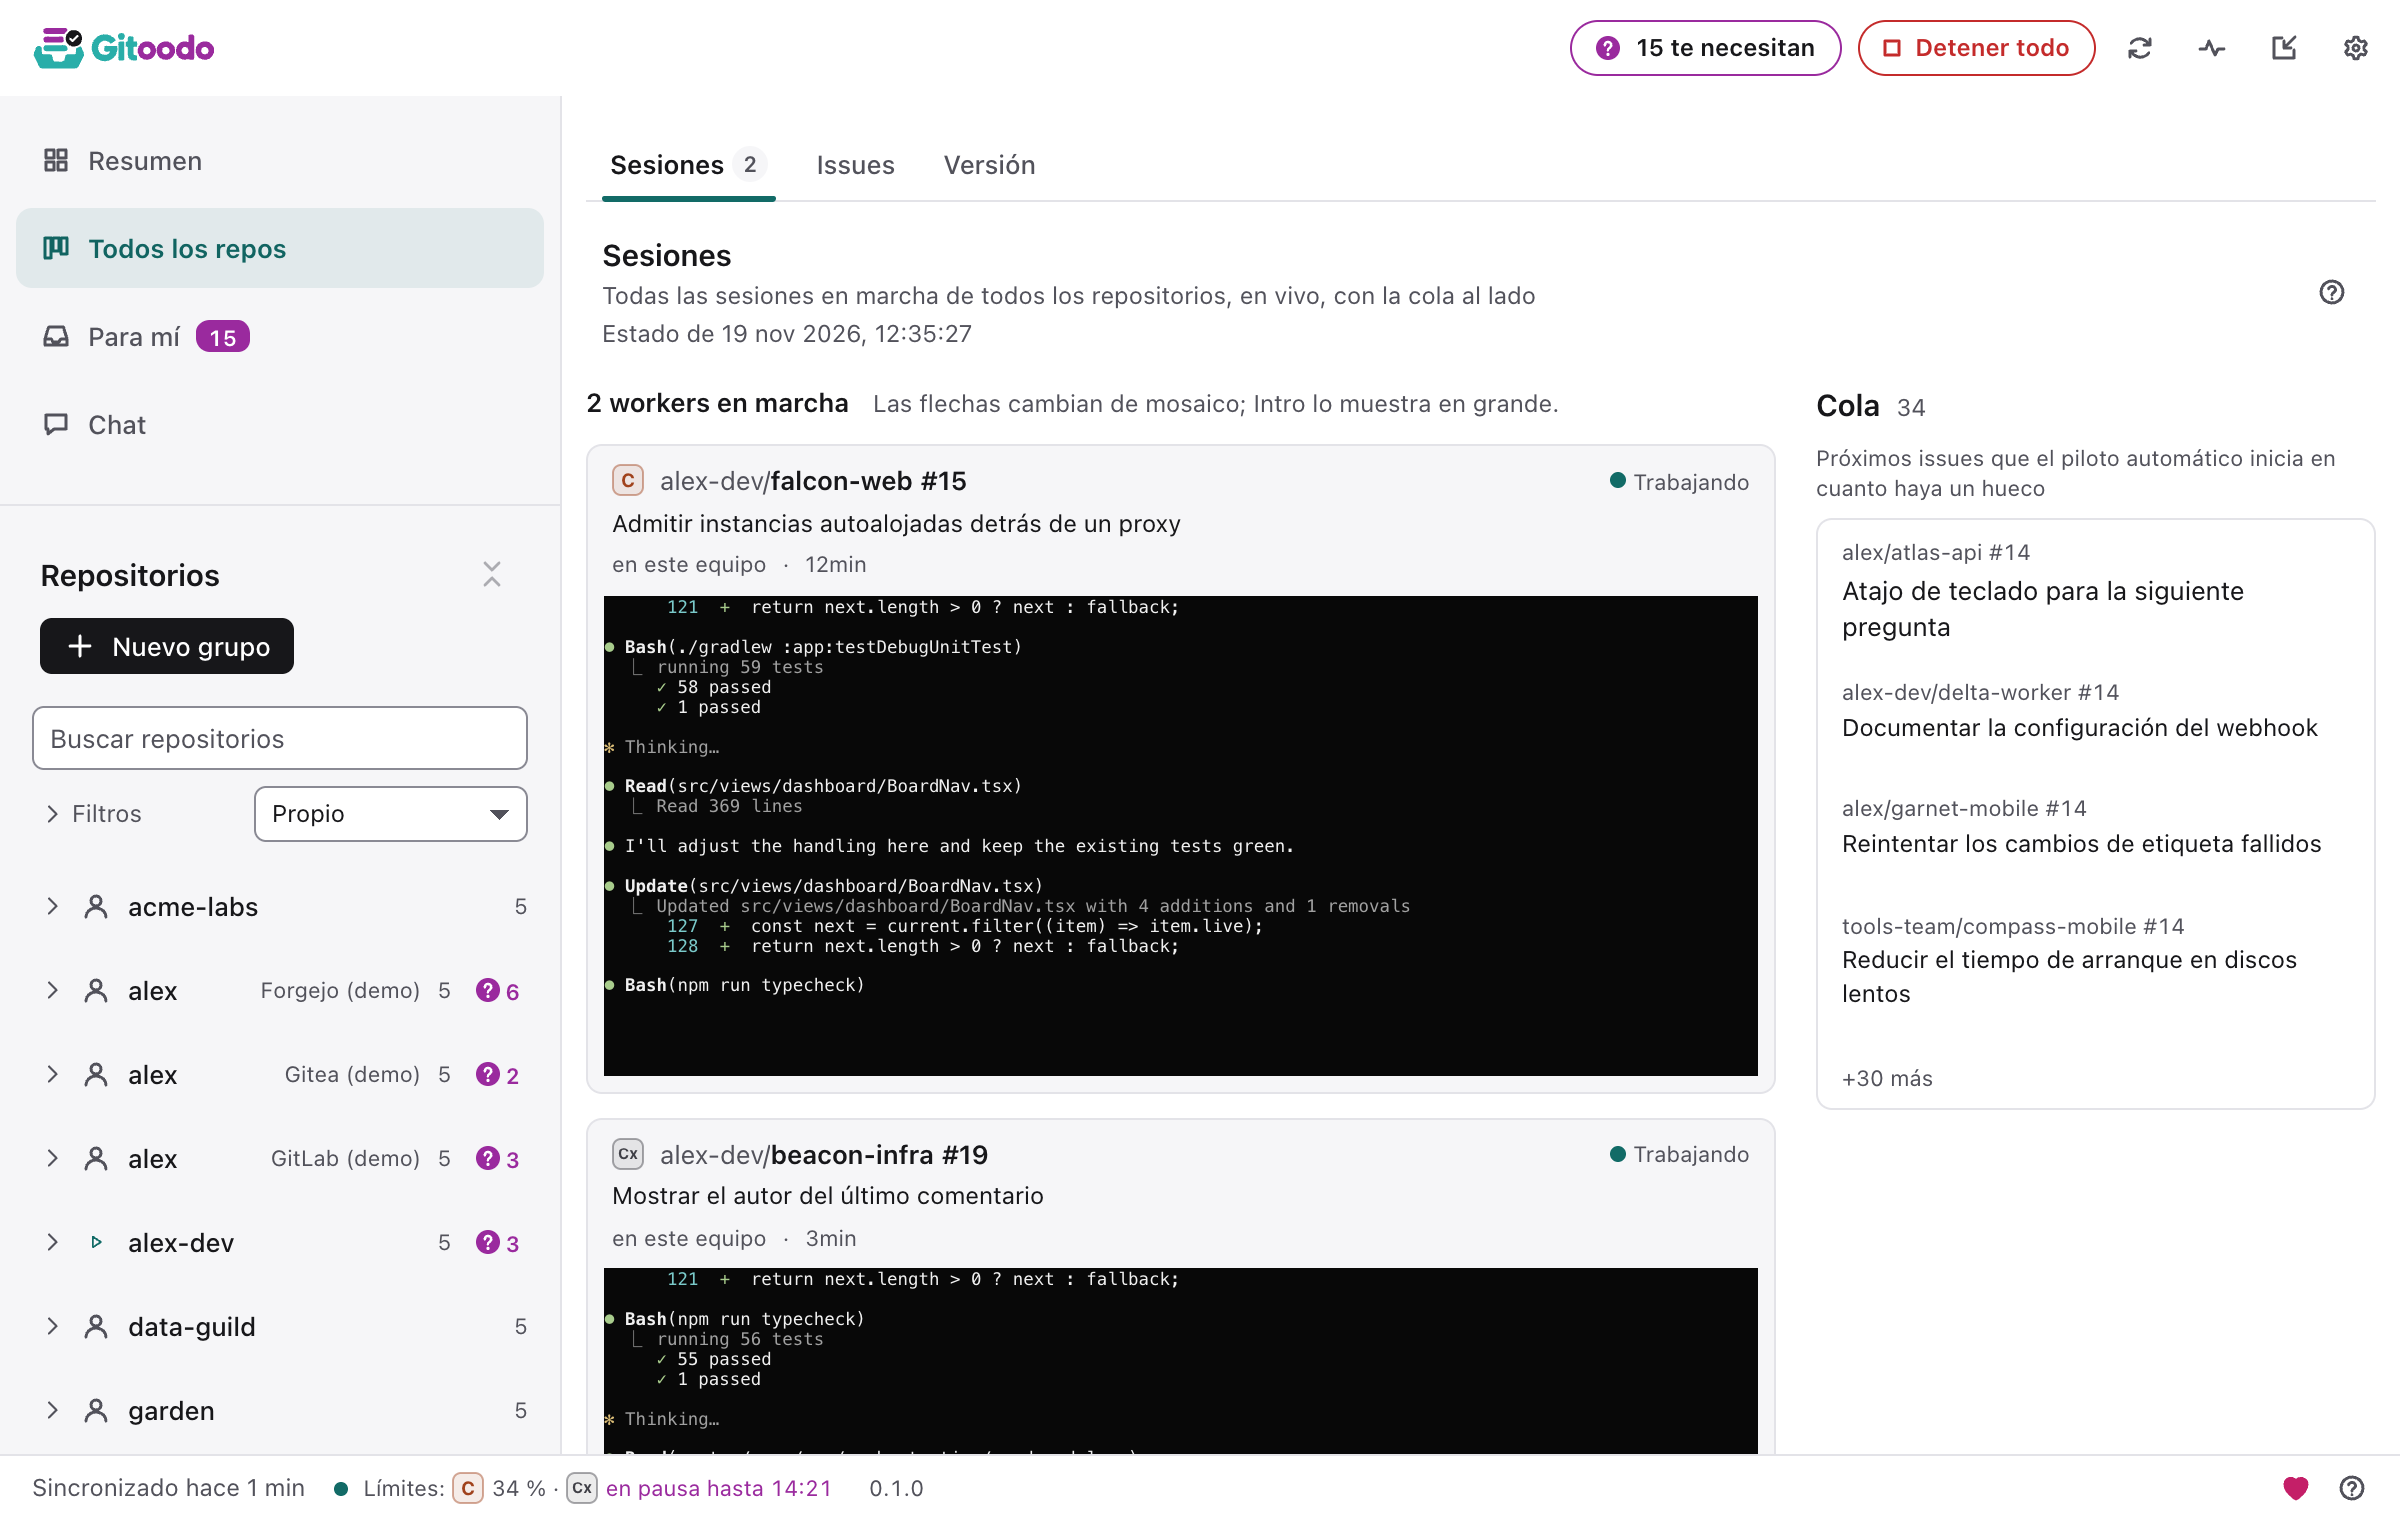 Gitoodo
? 15 te necesitan
Detener todo
Resumen
Todos los repos
Para mí 15
Chat
Repositorios
Nuevo grupo
Buscar repositorios
Filtros
Propio
acme-labs 5
alex Forgejo (demo) 5 ? 6
alex Gitea (demo) 5 ? 2
alex GitLab (demo) 5 ? 3
alex-dev 5 ? 3
data-guild 5
garden 5
Sesiones 2
Issues
Versión
Sesiones
Todas las sesiones en marcha de todos los repositorios, en vivo, con la cola al lado
Estado de 19 nov 2026, 12:35:27
2 workers en marcha Las flechas cambian de mosaico; Intro lo muestra en grande.
C alex-dev/falcon-web #15 Trabajando
Admitir instancias autoalojadas detrás de un proxy
en este equipo · 12min
121 + return next.length > 0 ? next : fallback;
Bash(./gradlew :app:testDebugUnitTest)
running 59 tests
✓ 58 passed
✓ 1 passed
* Thinking…
Read(src/views/dashboard/BoardNav.tsx)
Read 369 lines
I'll adjust the handling here and keep the existing tests green.
Update(src/views/dashboard/BoardNav.tsx)
Updated src/views/dashboard/BoardNav.tsx with 4 additions and 1 removals
127 + const next = current.filter((item) => item.live);
128 + return next.length > 0 ? next : fallback;
Bash(npm run typecheck)
Cx alex-dev/beacon-infra #19 Trabajando
Mostrar el autor del último comentario
en este equipo · 3min
121 + return next.length > 0 ? next : fallback;
Bash(npm run typecheck)
running 56 tests
✓ 55 passed
✓ 1 passed
* Thinking…
Cola 34
Próximos issues que el piloto automático inicia en
cuanto haya un hueco
alex/atlas-api #14
Atajo de teclado para la siguiente
pregunta
alex-dev/delta-worker #14
Documentar la configuración del webhook
alex/garnet-mobile #14
Reintentar los cambios de etiqueta fallidos
tools-team/compass-mobile #14
Reducir el tiempo de arranque en discos
lentos
+30 más
Sincronizado hace 1 min Límites: C 34 % · Cx en pausa hasta 14:21 0.1.0